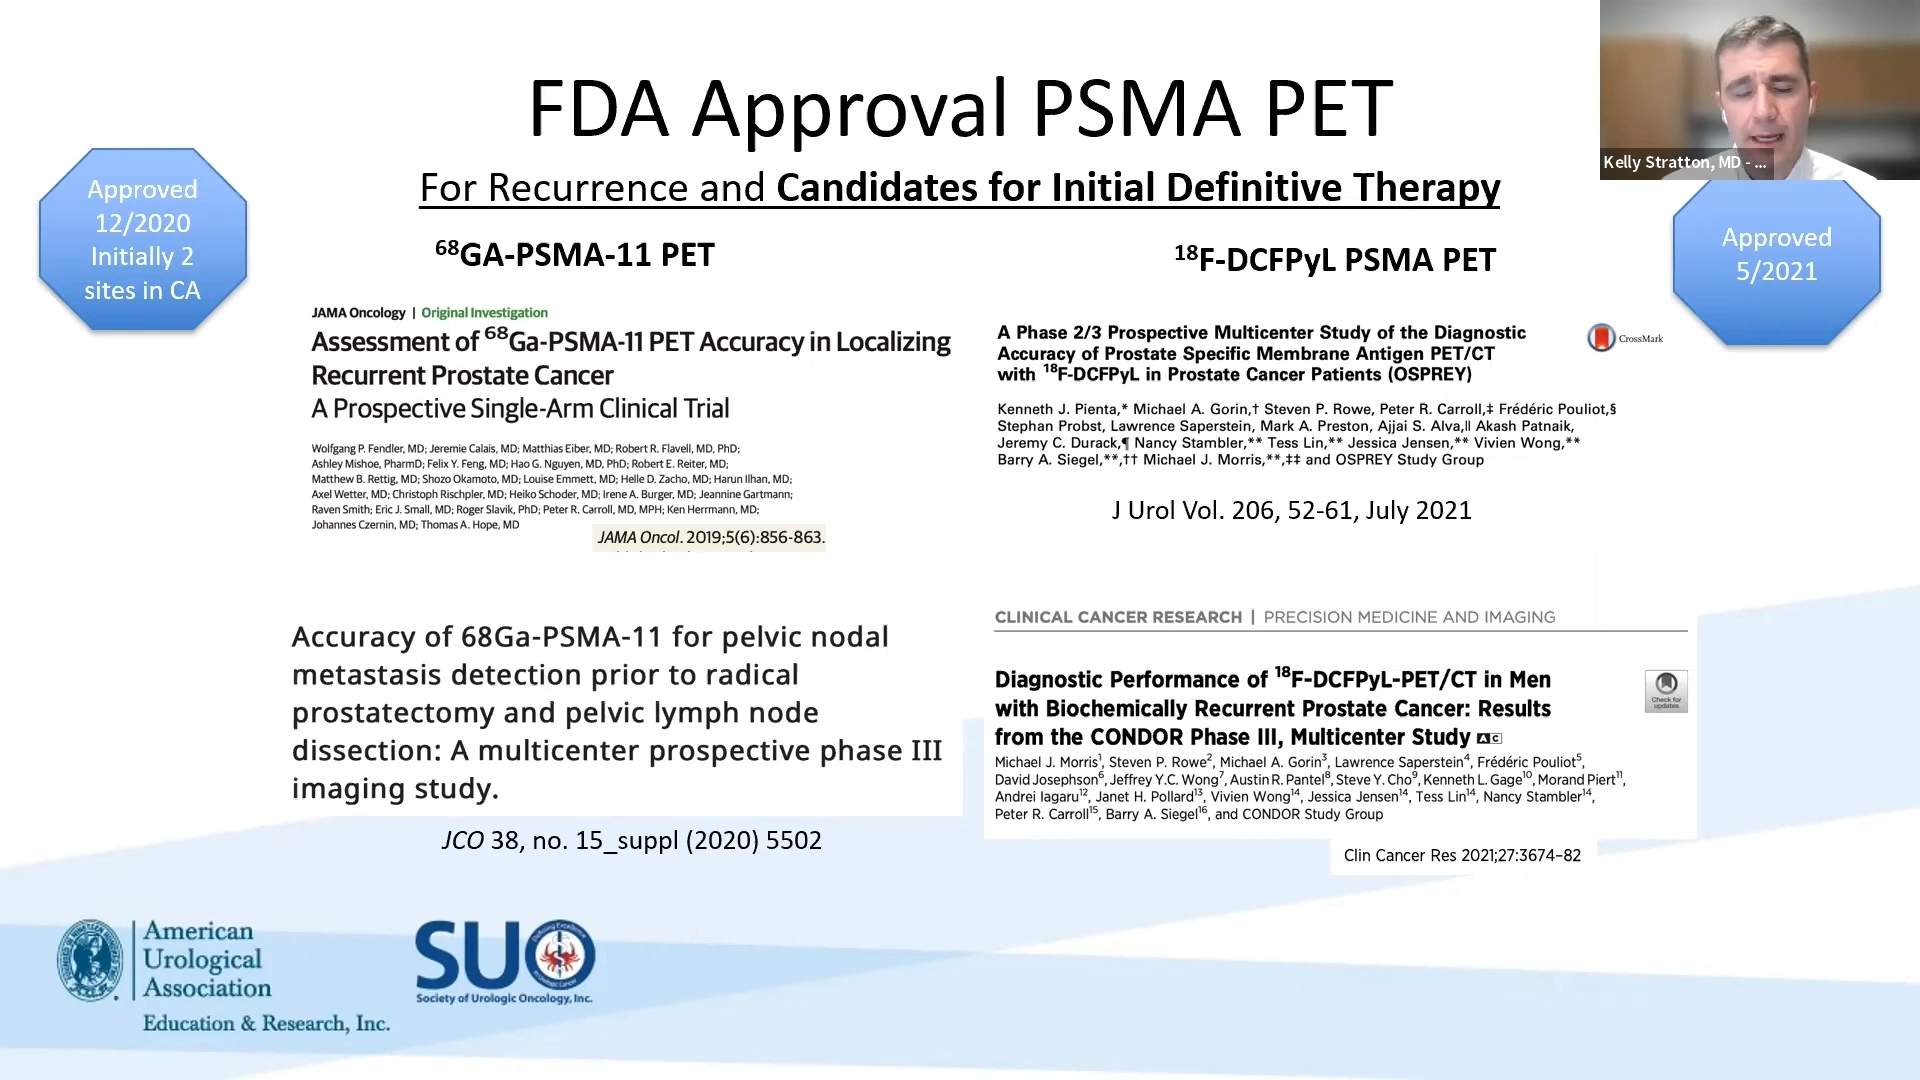 FDA Approval PSMA PET
For Recurrence and Candidates for Initial Definitive Therapy
Kelly Stratton, MD - ...
Approved
12/2020
Initially 2
sites in CA
Approved
5/2021
68GA-PSMA-11 PET
JAMA Oncology | Original Investigation
Assessment of 68Ga-PSMA-11 PET Accuracy in Localizing
Recurrent Prostate Cancer
A Prospective Single-Arm Clinical Trial
Wolfgang P. Fendler, MD; Jeremie Calais, MD; Matthias Eiber, MD; Robert R. Flavell, MD, PhD;
Ashley Mishoe, PharmD; Felix Y. Feng, MD; Hao G. Nguyen, MD, PhD; Robert E. Reiter, MD;
Matthew B. Rettig, MD; Shozo Okamoto, MD; Louise Emmett, MD; Helle D. Zacho, MD; Harun Ilhan, MD;
Axel Wetter, MD; Christoph Rischpler, MD; Heiko Schoder, MD; Irene A. Burger, MD; Jeannine Gartmann;
Raven Smith; Eric J. Small, MD; Roger Slavik, PhD; Peter R. Carroll, MD, MPH; Ken Herrmann, MD;
Johannes Czernin, MD; Thomas A. Hope, MD
JAMA Oncol. 2019;5(6):856-863.
Accuracy of 68Ga-PSMA-11 for pelvic nodal
metastasis detection prior to radical
prostatectomy and pelvic lymph node
dissection: A multicenter prospective phase III
imaging study.
JCO 38, no. 15_suppl (2020) 5502
18F-DCFPyL PSMA PET
A Phase 2/3 Prospective Multicenter Study of the Diagnostic
Accuracy of Prostate Specific Membrane Antigen PET/CT
with 18F-DCFPyL in Prostate Cancer Patients (OSPREY)
CrossMark
Kenneth J. Pienta,* Michael A. Gorin,† Steven P. Rowe, Peter R. Carroll,‡ Frédéric Pouliot,§
Stephan Probst, Lawrence Saperstein, Mark A. Preston, Ajjai S. Alva,‖ Akash Patnaik,
Jeremy C. Durack,¶ Nancy Stambler,** Tess Lin,** Jessica Jensen,** Vivien Wong,**
Barry A. Siegel,**,†† Michael J. Morris,**,‡‡ and OSPREY Study Group
J Urol Vol. 206, 52-61, July 2021
CLINICAL CANCER RESEARCH | PRECISION MEDICINE AND IMAGING
Diagnostic Performance of 18F-DCFPyL-PET/CT in Men
with Biochemically Recurrent Prostate Cancer: Results
from the CONDOR Phase III, Multicenter Study AC
Check for
updates
Michael J. Morris1, Steven P. Rowe2, Michael A. Gorin3, Lawrence Saperstein4, Frédéric Pouliot5,
David Josephson6, Jeffrey Y.C. Wong7, Austin R. Pantel8, Steve Y. Cho9, Kenneth L. Gage10, Morand Piert11,
Andrei Iagaru12, Janet H. Pollard13, Vivien Wong14, Jessica Jensen14, Tess Lin14, Nancy Stambler14,
Peter R. Carroll15, Barry A. Siegel16, and CONDOR Study Group
Clin Cancer Res 2021;27:3674–82
American
Urological
Association
Education & Research, Inc.
SUO
Society of Urologic Oncology, Inc.